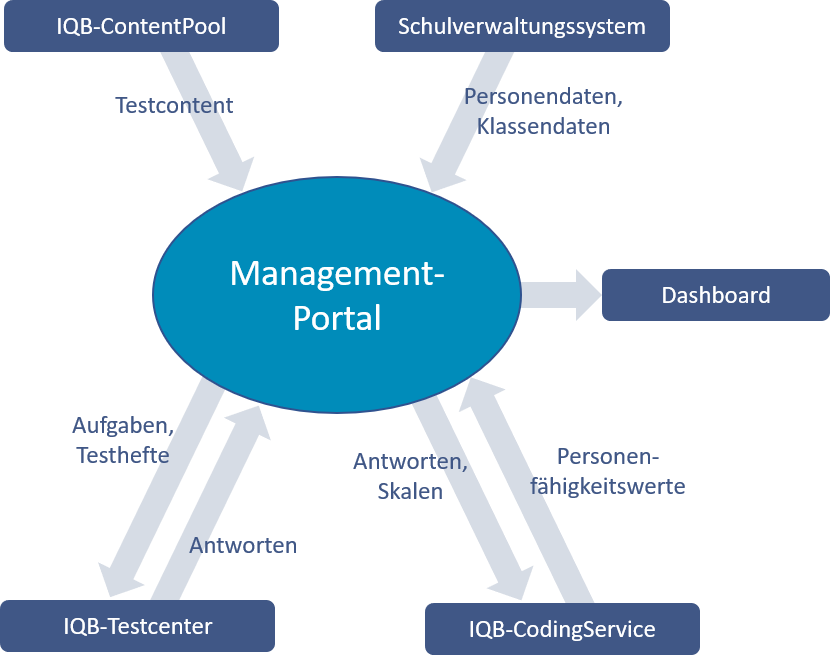 IQB-ContentPool
Schulverwaltungssystem
Testcontent
Personendaten,
Klassendaten
Management-
Portal
Dashboard
Aufgaben,
Testhefte
Antworten
Antworten,
Skalen
Personen-
fähigkeitswerte
IQB-Testcenter
IQB-CodingService